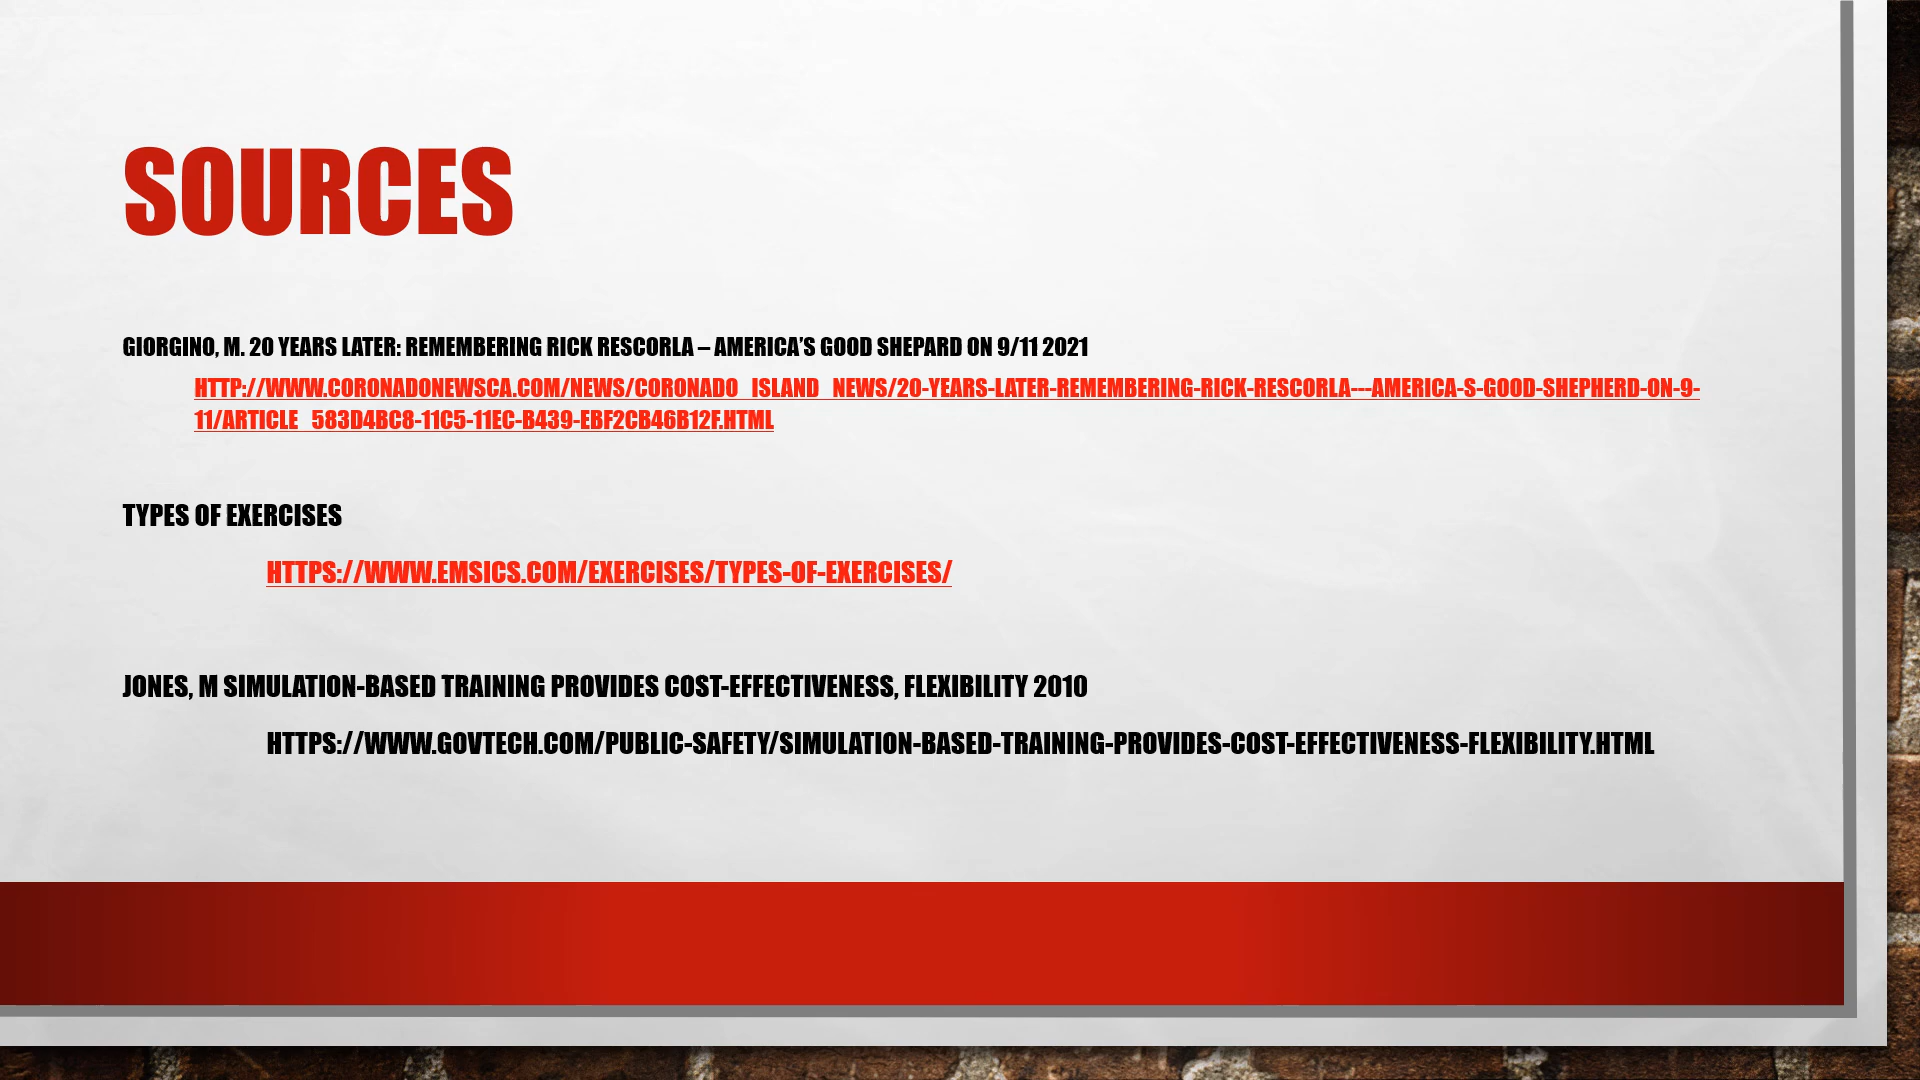 SOURCES
GIORGINO, M. 20 YEARS LATER: REMEMBERING RICK RESCORLA – AMERICA’S GOOD SHEPARD ON 9/11 2021
HTTP://WWW.CORONADONEWSCA.COM/NEWS/CORONADO_ISLAND_NEWS/20-YEARS-LATER-REMEMBERING-RICK-RESCORLA---AMERICA-S-GOOD-SHEPHERD-ON-9-
11/ARTICLE_583D4BC8-11C5-11EC-B439-EBF2CB46B12F.HTML
TYPES OF EXERCISES
HTTPS://WWW.EMSICS.COM/EXERCISES/TYPES-OF-EXERCISES/
JONES, M SIMULATION-BASED TRAINING PROVIDES COST-EFFECTIVENESS, FLEXIBILITY 2010
HTTPS://WWW.GOVTECH.COM/PUBLIC-SAFETY/SIMULATION-BASED-TRAINING-PROVIDES-COST-EFFECTIVENESS-FLEXIBILITY.HTML